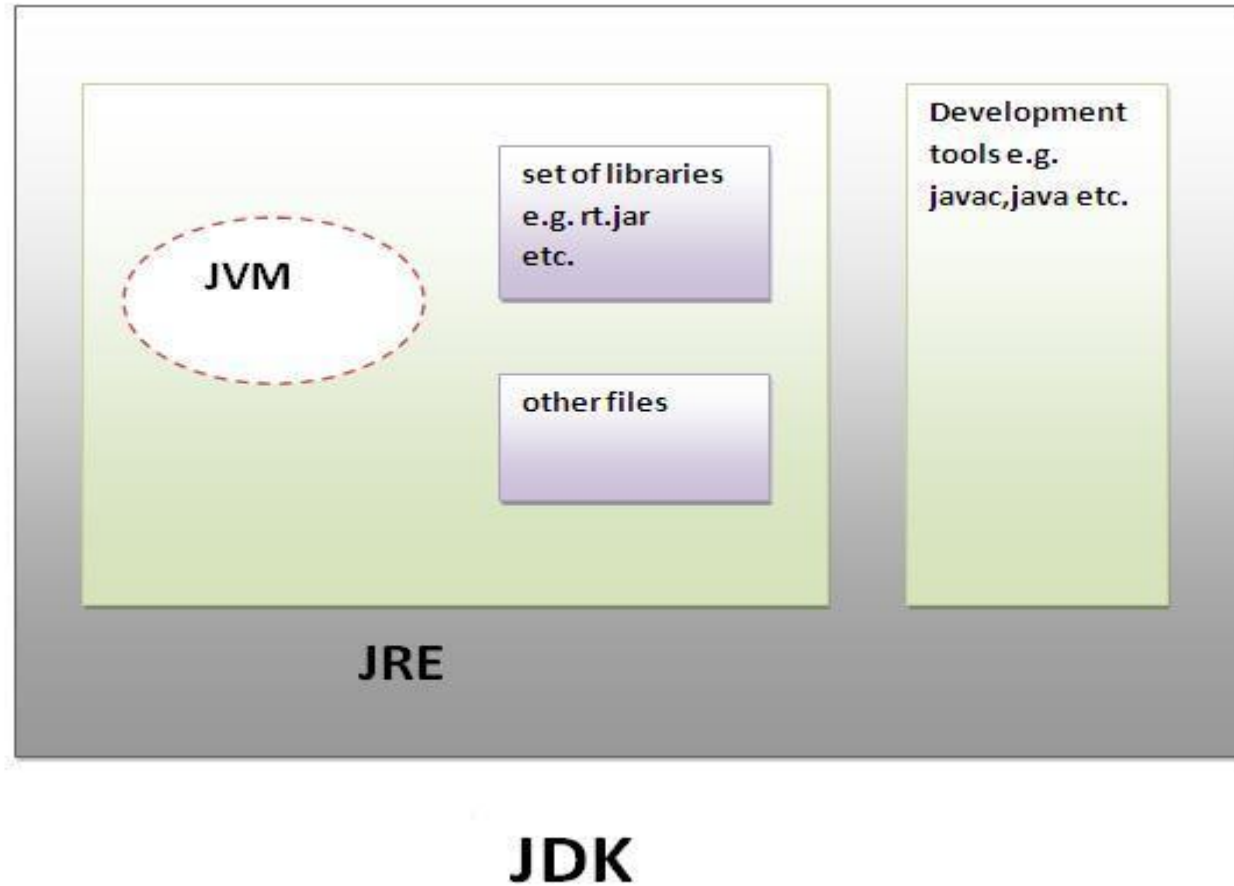 JVM
set of libraries
e.g. rt.jar
etc.
other files
Development
tools e.g.
javac,java etc.
JRE
JDK